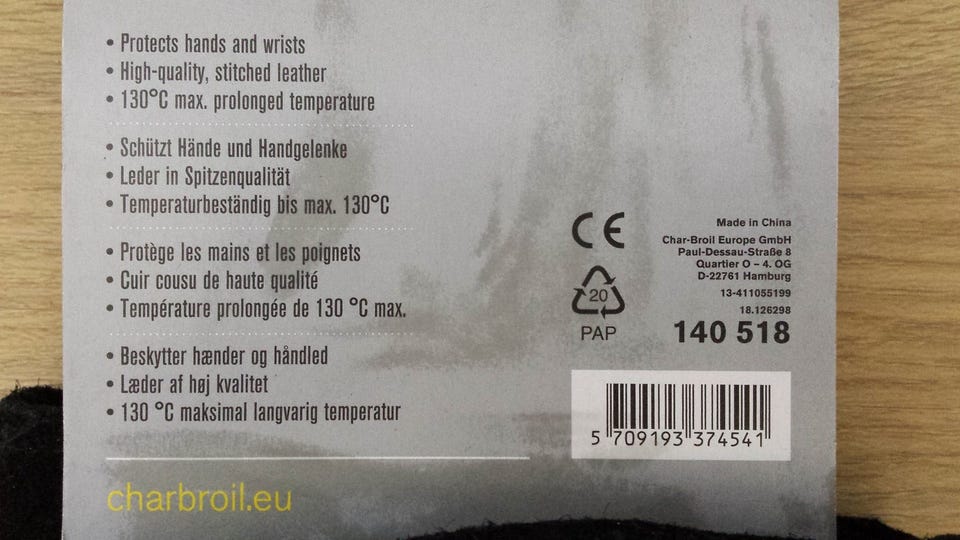 • Protects hands and wrists
• High-quality, stitched leather
• 130°C max. prolonged temperature
• Schützt Hände und Handgelenke
• Leder in Spitzenqualität
• Temperaturbeständig bis max. 130°C
• Protège les mains et les poignets
• Cuir cousu de haute qualité
• Température prolongée de 130 °C max.
• Beskytter hænder og håndled
• Læder af høj kvalitet
• 130 °C maksimal langvarig temperatur
charbroil.eu
CE
20
PAP
Made in China
Char-Broil Europe GmbH
Paul-Dessau-Straße 8
Quartier O – 4. OG
D-22761 Hamburg
13-411055199
18.126298
140 518
5 709193 374541